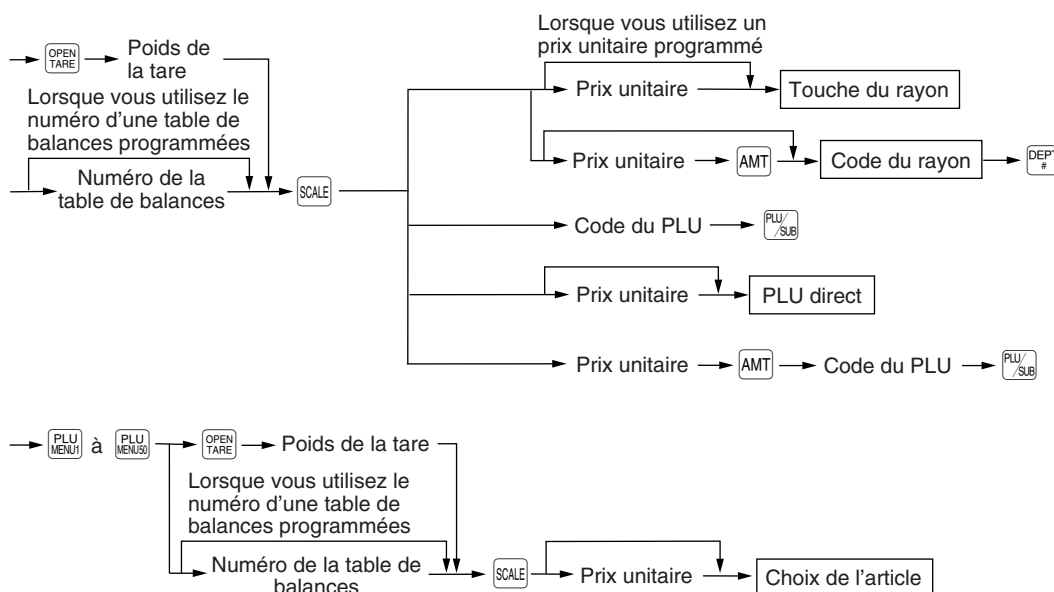 Lorsque vous utilisez un
prix unitaire programmé
OPEN
TARE
Poids de
la tare
Prix unitaire
Touche du rayon
Lorsque vous utilisez le
numéro d'une table de
balances programmées
Prix unitaire
AMT
Code du rayon
DEPT
#
Numéro de la
table de balances
SCALE
Code du PLU
PLU/
SUB
Prix unitaire
PLU direct
Prix unitaire
AMT
Code du PLU
PLU/
SUB
PLU
MENU1
à
PLU
MENU50
OPEN
TARE
Poids de la tare
Lorsque vous utilisez le
numéro d'une table de
balances programmées
Numéro de la table de
balances
SCALE
Prix unitaire
Choix de l'article